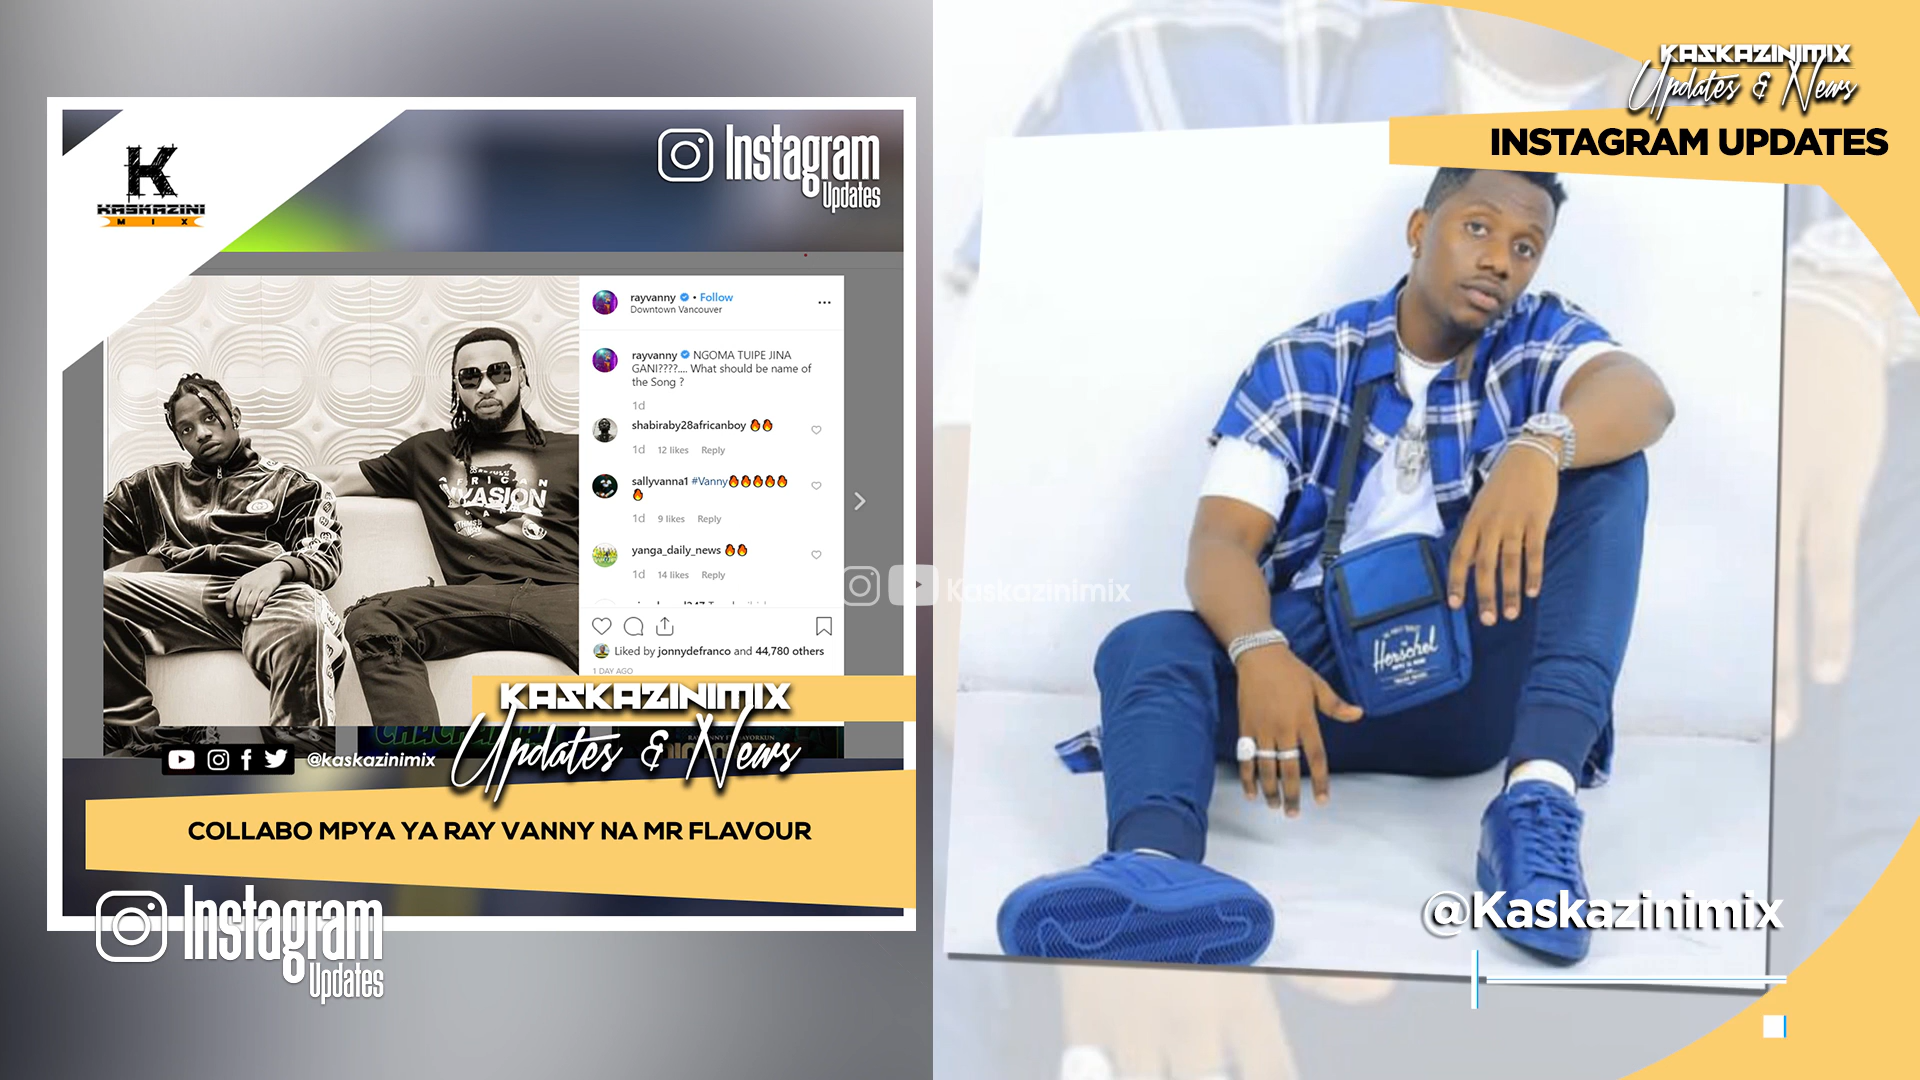 K
KASKAZINI
MIX
Instagram
Updates
rayvanny • Follow
Downtown Vancouver
rayvanny NGOMA TUIPE JINA
GANI????.... What should be name of
the Song ?
1d
shabiraby28africanboy 🔥🔥
1d 12 likes Reply
sallyvanna1 #Vanny🔥🔥🔥🔥🔥
🔥
1d 9 likes Reply
yanga_daily_news 🔥🔥
1d 14 likes Reply
Liked by jonnydefranco and 44,780 others
1 DAY AGO
AFRICAN
NVASION
KASKAZINIMIX
Updates & News
@kaskazinimix
COLLABO MPYA YA RAY VANNY NA MR FLAVOUR
Instagram
Updates
Kaskazinimix
KASKAZINIMIX
Updates & News
INSTAGRAM UPDATES
Herschel
@Kaskazinimix